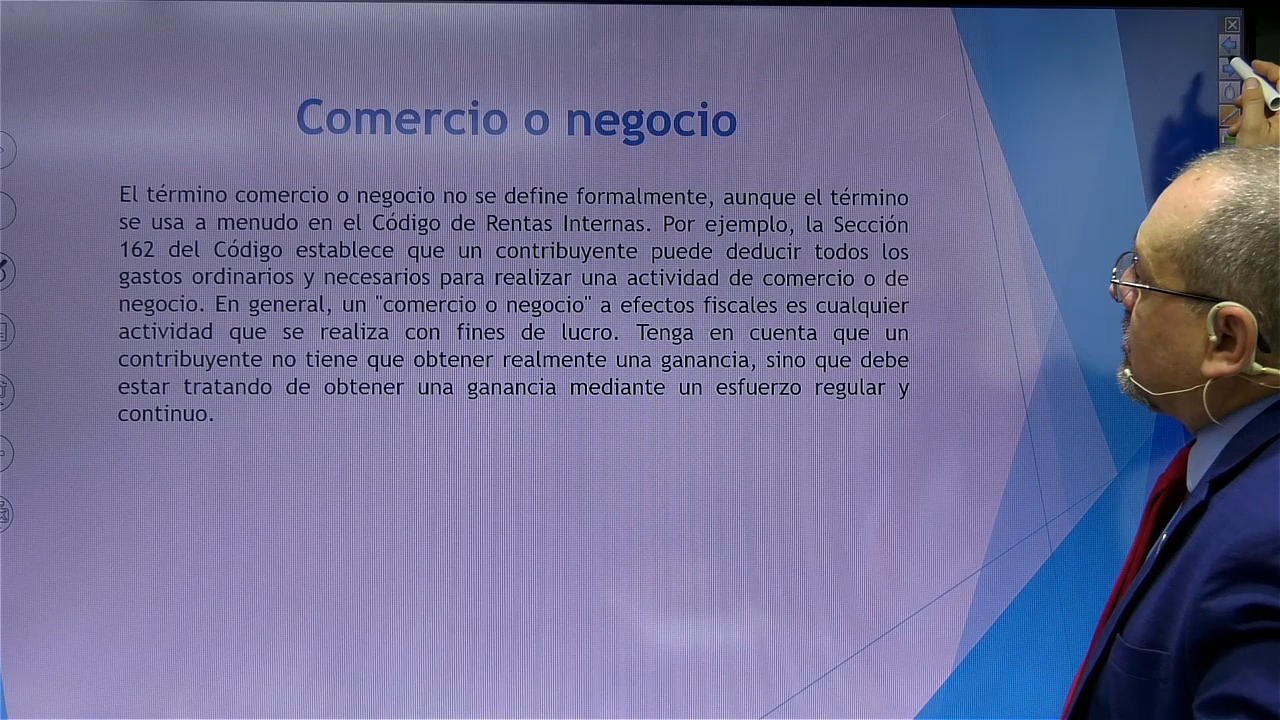 Comercio o negocio
El término comercio o negocio no se define formalmente, aunque el término
se usa a menudo en el Código de Rentas Internas. Por ejemplo, la Sección
162 del Código establece que un contribuyente puede deducir todos los
gastos ordinarios y necesarios para realizar una actividad de comercio o de
negocio. En general, un "comercio o negocio" a efectos fiscales es cualquier
actividad que se realiza con fines de lucro. Tenga en cuenta que un
contribuyente no tiene que obtener realmente una ganancia, sino que debe
estar tratando de obtener una ganancia mediante un esfuerzo regular y
continuo.